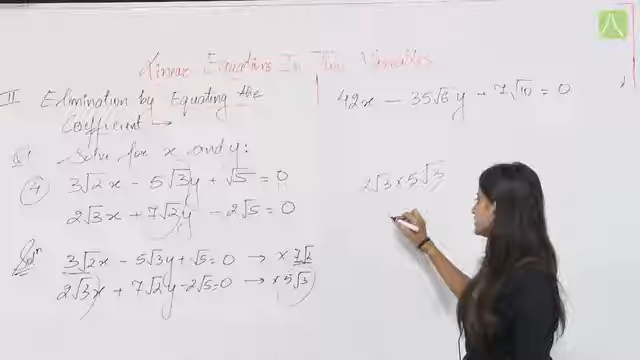 Linear Equations In Two Variables
II Elimination by Equating the
Coefficient →
Q: Solve for x and y:
(4) 3√2x - 5√3y + √5 = 0
2√3x + 7√2y - 2√5 = 0
Solⁿ 3√2x - 5√3y + √5 = 0 → × 7√2
2√3x + 7√2y - 2√5 = 0 → × 5√3
42x - 35√6y + 7√10 = 0
2√3 × 5√3